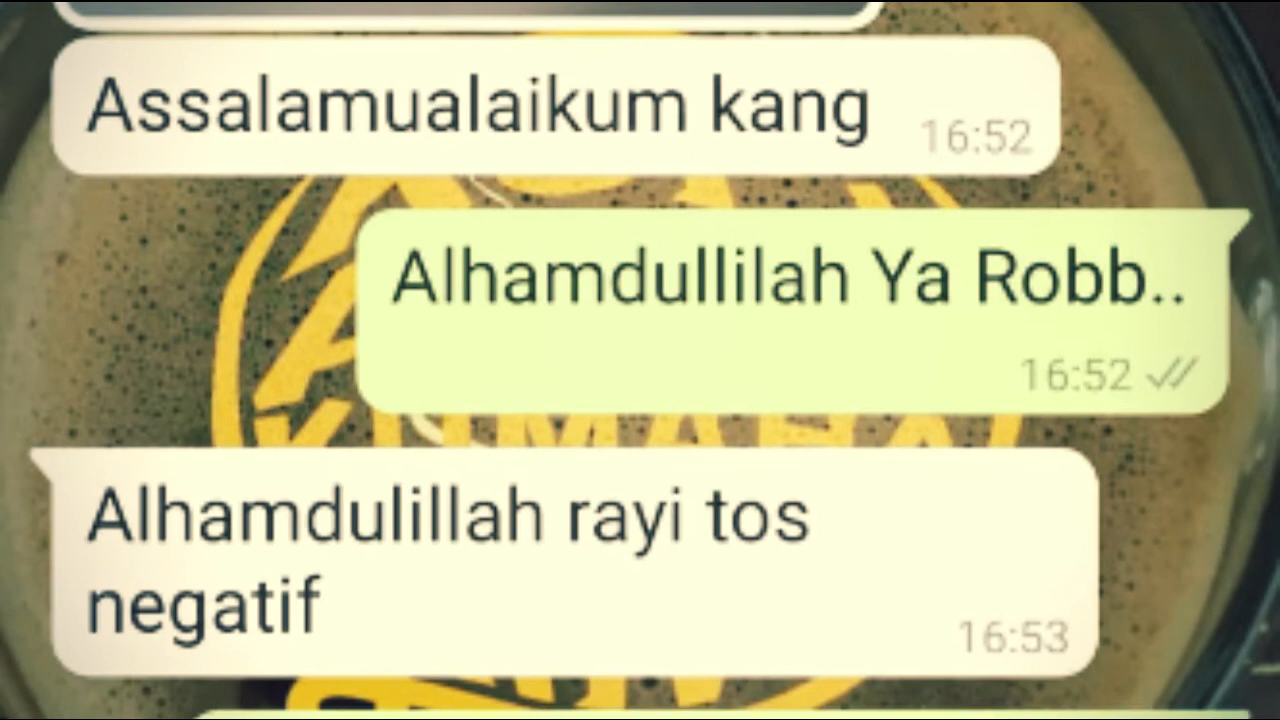 Assalamualaikum kang
16:52
Alhamdullilah Ya Robb..
16:52
Alhamdulillah rayi tos
negatif
16:53